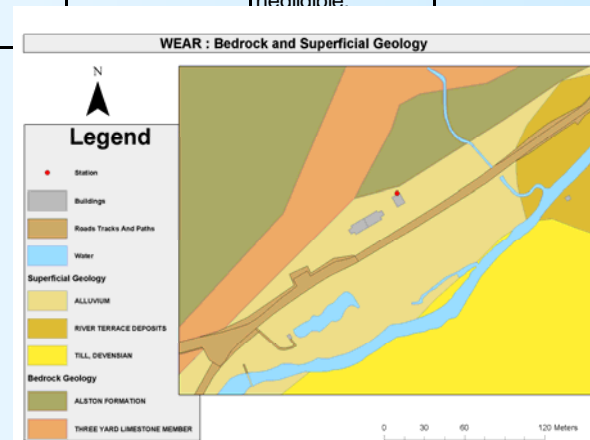 negligible.
WEAR : Bedrock and Superficial Geology
N
Legend
Station
Buildings
Roads Tracks And Paths
Water
Superficial Geology
ALLUVIUM
RIVER TERRACE DEPOSITS
TILL, DEVENSIAN
Bedrock Geology
ALSTON FORMATION
THREE YARD LIMESTONE MEMBER
0 30 60 120 Meters